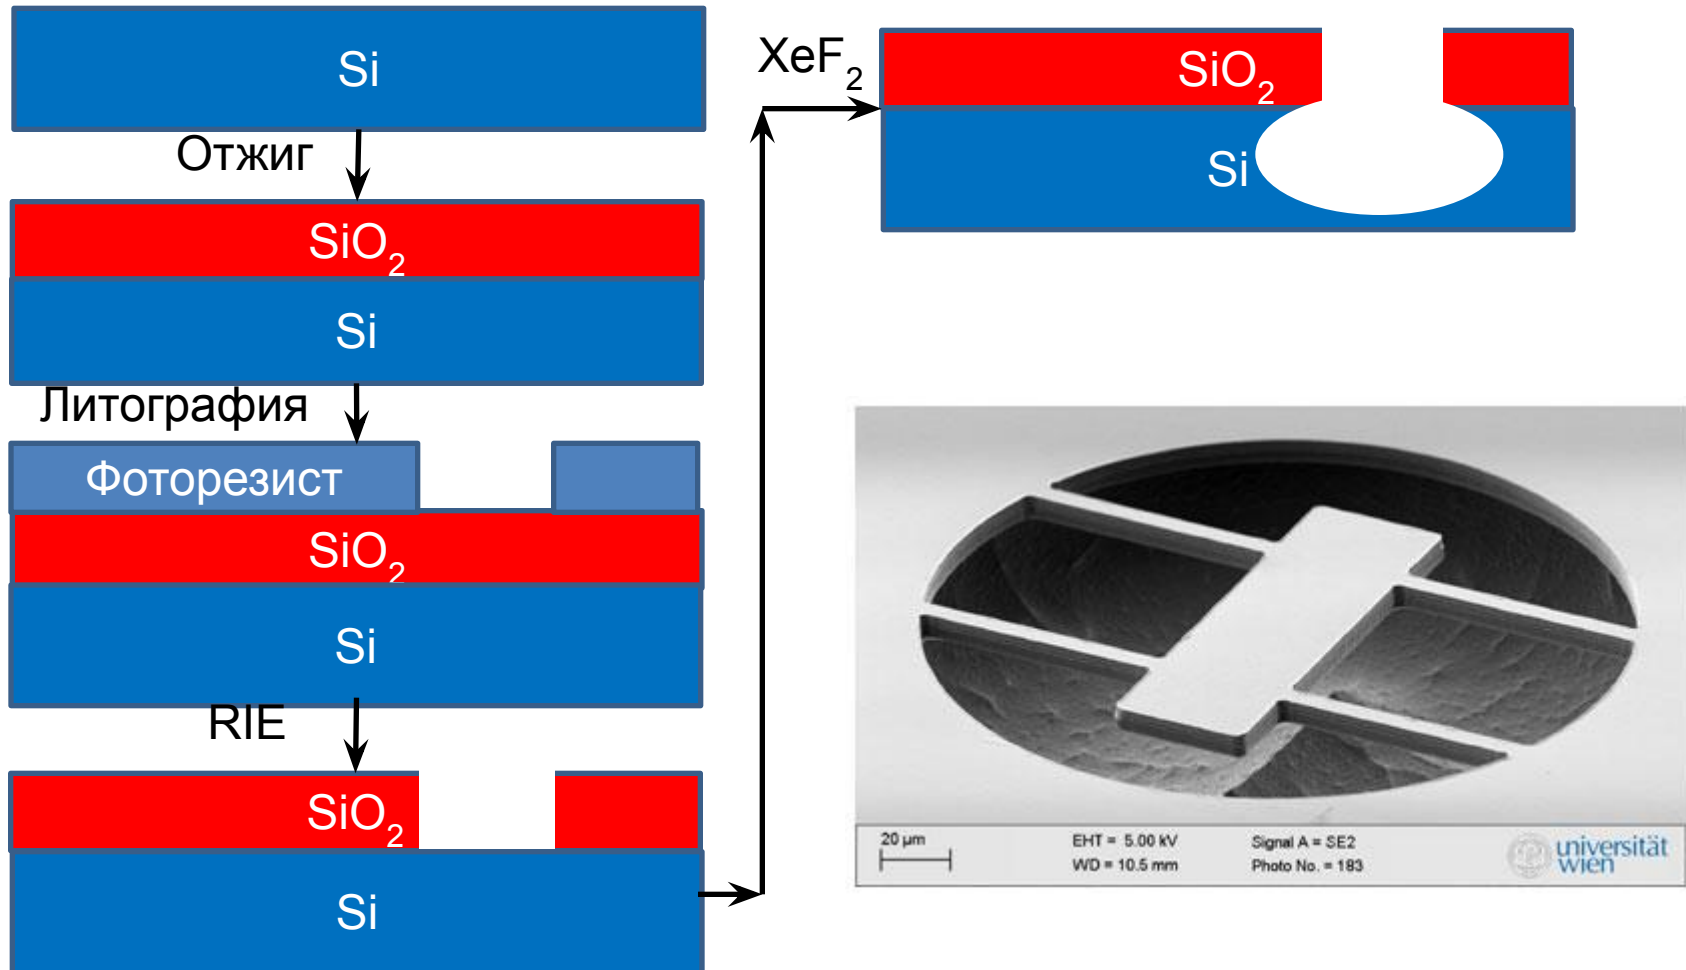 Si
Отжиг
SiO2
Si
Литография
Фоторезист
SiO2
Si
RIE
SiO2
Si
XeF2
SiO2
Si
20 µm
EHT = 5.00 kV
WD = 10.5 mm
Signal A = SE2
Photo No. = 183
universität
wien